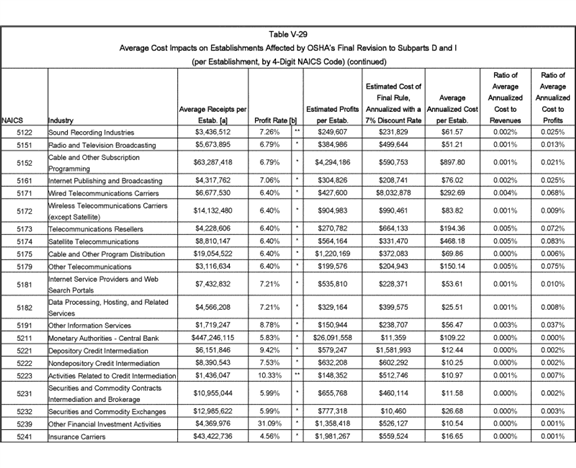 Table V-29
Average Cost Impacts on Establishments Affected by OSHA's Final Revision to Subparts D and I
(per Establishment, by 4-Digit NAICS Code) (continued)
NAICS Industry Average Receipts per Estab. [a] Profit Rate [b] Estimated Profits per Estab. Estimated Cost of Final Rule, Annualized with a 7% Discount Rate Average Annualized Cost per Estab. Ratio of Average Annualized Cost to Revenues Ratio of Average Annualized Cost to Profits
5122 Sound Recording Industries $3,436,512 7.26% ** $249,607 $231,829 $61.57 0.002% 0.025%
5151 Radio and Television Broadcasting $5,673,895 6.79% * $384,986 $499,644 $51.21 0.001% 0.013%
5152 Cable and Other Subscription Programming $63,287,418 6.79% * $4,294,186 $590,753 $897.80 0.001% 0.021%
5161 Internet Publishing and Broadcasting $4,317,762 7.06% * $304,826 $208,741 $76.02 0.002% 0.025%
5171 Wired Telecommunications Carriers $6,677,530 6.40% * $427,600 $8,032,878 $292.69 0.004% 0.068%
5172 Wireless Telecommunications Carriers (except Satellite) $14,132,480 6.40% * $904,983 $990,461 $83.82 0.001% 0.009%
5173 Telecommunications Resellers $4,228,606 6.40% * $270,782 $664,133 $194.36 0.005% 0.072%
5174 Satellite Telecommunications $8,810,147 6.40% * $564,164 $331,470 $468.18 0.005% 0.083%
5175 Cable and Other Program Distribution $19,054,522 6.40% * $1,220,169 $372,083 $69.86 0.000% 0.006%
5179 Other Telecommunications $3,116,634 6.40% * $199,576 $204,943 $150.14 0.005% 0.075%
5181 Internet Service Providers and Web Search Portals $7,432,832 7.21% * $535,810 $228,371 $53.61 0.001% 0.010%
5182 Data Processing, Hosting, and Related Services $4,566,208 7.21% * $329,164 $399,575 $25.51 0.001% 0.008%
5191 Other Information Services $1,719,247 8.78% * $150,944 $238,707 $56.47 0.003% 0.037%
5211 Monetary Authorities - Central Bank $447,246,115 5.83% * $26,091,558 $11,359 $109.22 0.000% 0.000%
5221 Depository Credit Intermediation $6,151,846 9.42% * $579,247 $1,581,993 $12.44 0.000% 0.002%
5222 Nondepository Credit Intermediation $8,390,543 7.53% * $632,208 $602,292 $10.25 0.000% 0.002%
5223 Activities Related to Credit Intermediation $1,436,047 10.33% ** $148,352 $512,746 $10.97 0.001% 0.007%
5231 Securities and Commodity Contracts Intermediation and Brokerage $10,955,044 5.99% * $655,768 $460,114 $11.58 0.000% 0.002%
5232 Securities and Commodity Exchanges $12,985,622 5.99% * $777,318 $10,460 $26.68 0.000% 0.003%
5239 Other Financial Investment Activities $4,369,976 31.09% * $1,358,418 $526,127 $10.54 0.000% 0.001%
5241 Insurance Carriers $43,422,736 4.56% * $1,981,267 $559,524 $16.65 0.000% 0.001%